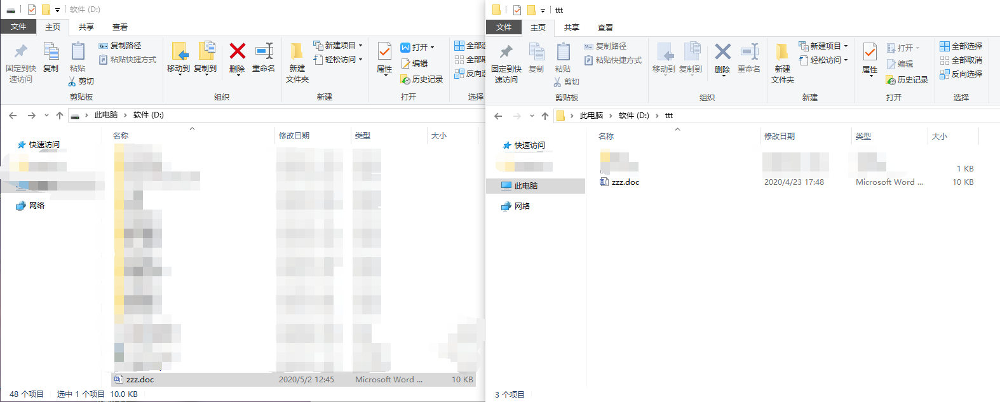 软件 (D:)
文件 主页 共享 查看
固定到快速访问
复制
粘贴
复制路径
粘贴快捷方式
剪切
剪贴板
移动到
复制到
删除
重命名
组织
新建文件夹
新建项目
轻松访问
新建
属性
打开
编辑
历史记录
打开
全部
全部
反向
选择
此电脑 › 软件 (D:)
名称 修改日期 类型 大小
快速访问
网络
zzz.doc 2020/5/2 12:45 Microsoft Word ... 10 KB
48 个项目 选中 1 个项目 10.0 KB
ttt
文件 主页 共享 查看
固定到快速访问
复制
粘贴
复制路径
粘贴快捷方式
剪切
剪贴板
移动到
复制到
删除
重命名
组织
新建文件夹
新建项目
轻松访问
新建
属性
打开
编辑
历史记录
打开
全部选择
全部取消
反向选择
选择
此电脑 › 软件 (D:) › ttt
名称 修改日期 类型 大小
快速访问
此电脑
网络
1 KB
zzz.doc 2020/4/23 17:48 Microsoft Word ... 10 KB
3 个项目